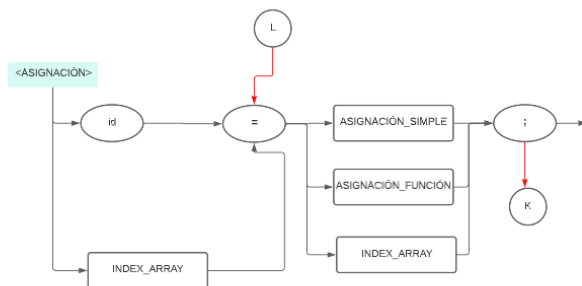 L
<ASIGNACIÓN>
id
=
ASIGNACIÓN_SIMPLE
;
ASIGNACIÓN_FUNCIÓN
K
INDEX_ARRAY
INDEX_ARRAY